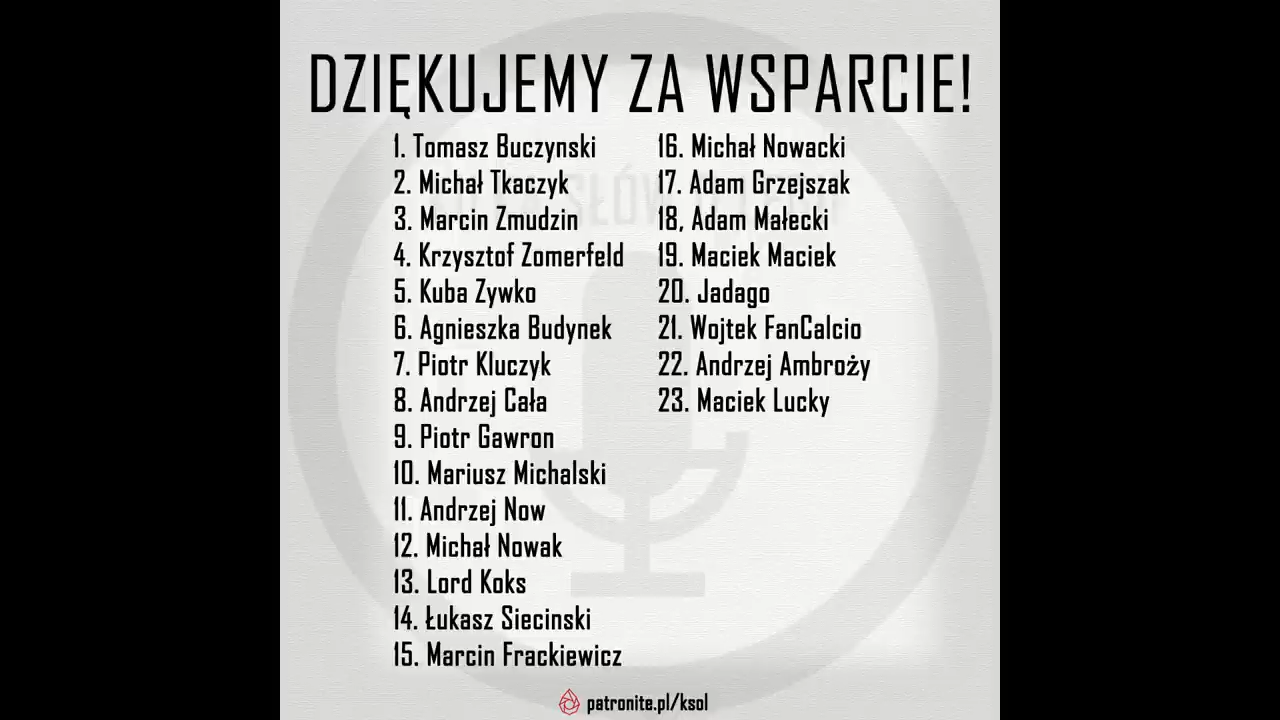 DZIĘKUJEMY ZA WSPARCIE!
1. Tomasz Buczynski
2. Michał Tkaczyk
3. Marcin Zmudzin
4. Krzysztof Zomerfeld
5. Kuba Zywko
6. Agnieszka Budynek
7. Piotr Kluczyk
8. Andrzej Cała
9. Piotr Gawron
10. Mariusz Michalski
11. Andrzej Now
12. Michał Nowak
13. Lord Koks
14. Łukasz Siecinski
15. Marcin Frackiewicz
16. Michał Nowacki
17. Adam Grzejszak
18, Adam Małecki
19. Maciek Maciek
20. Jadago
21. Wojtek FanCalcio
22. Andrzej Ambroży
23. Maciek Lucky
patronite.pl/ksol